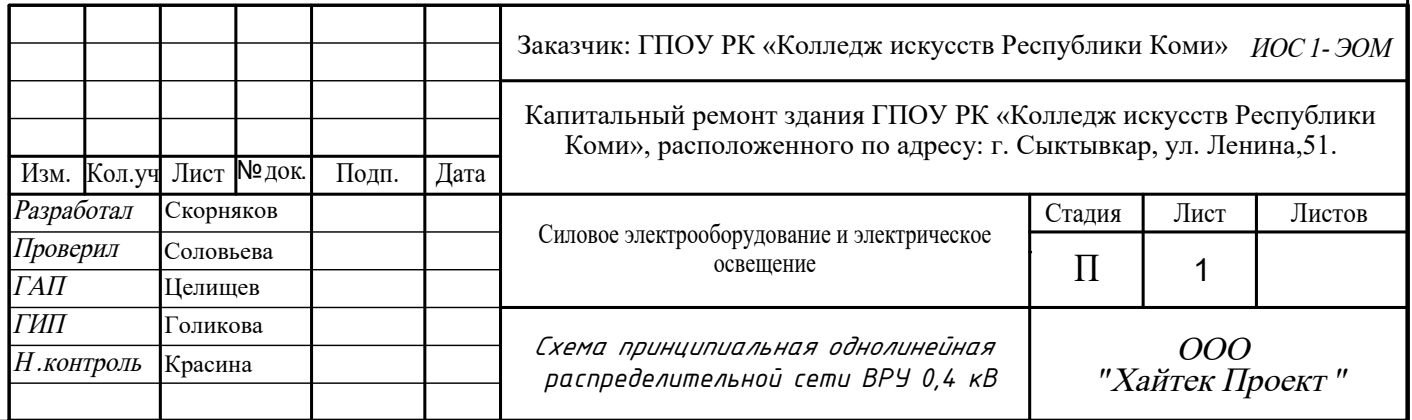 Заказчик: ГПОУ РК «Колледж искусств Республики Коми» ИОС 1- ЭОМ
Капитальный ремонт здания ГПОУ РК «Колледж искусств Республики
Коми», расположенного по адресу: г. Сыктывкар, ул. Ленина,51.
Изм. Кол.уч Лист №док. Подп. Дата
Разработал Скорняков
Проверил Соловьева
ГАП Целищев
ГИП Голикова
Н .контроль Красина
Силовое электрооборудование и электрическое
освещение
Стадия Лист Листов
П 1
Схема принципиальная однолинейная
распределительной сети ВРУ 0,4 кВ
ООО
"Хайтек Проект "